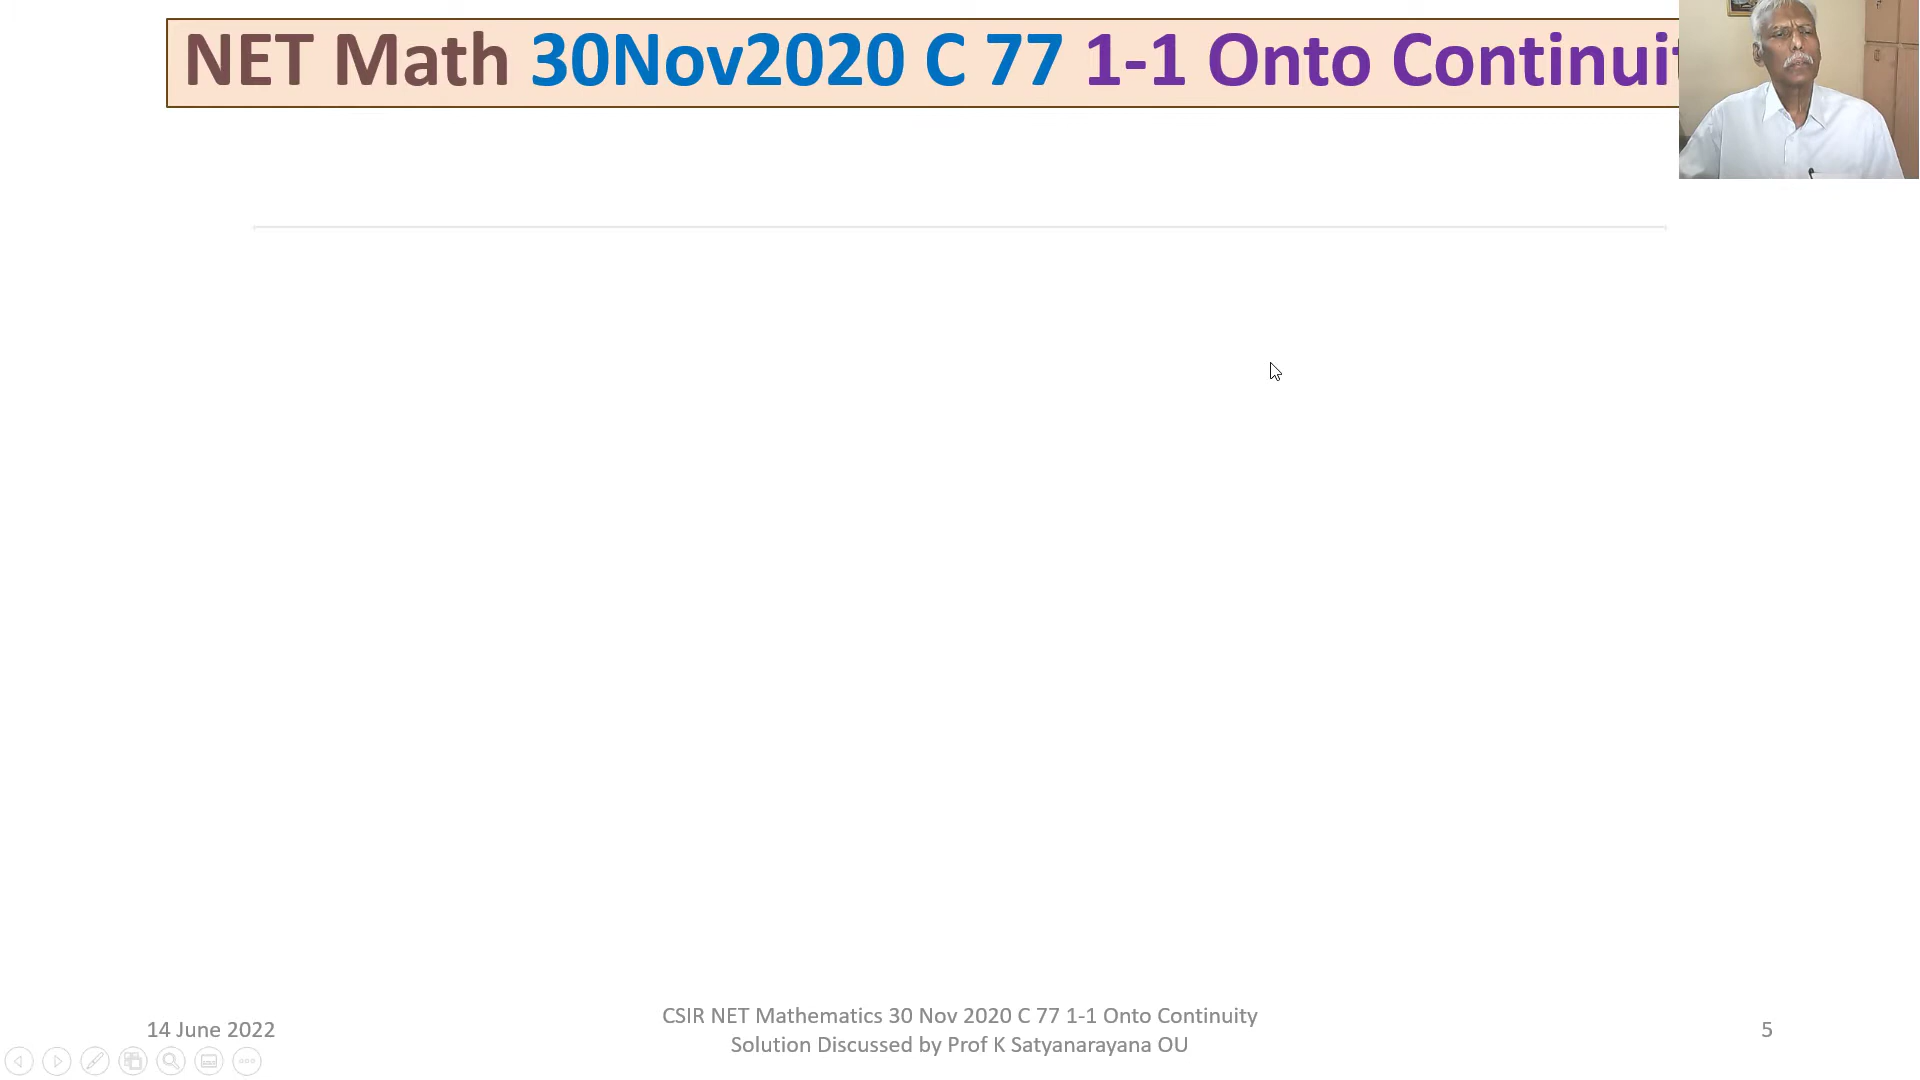 NET Math 30Nov2020 C 77 1-1 Onto Continuit
CSIR NET Mathematics 30 Nov 2020 C 77 1-1 Onto Continuity
14 June 2022
Solution Discussed by Prof K Satyanarayana OU
5